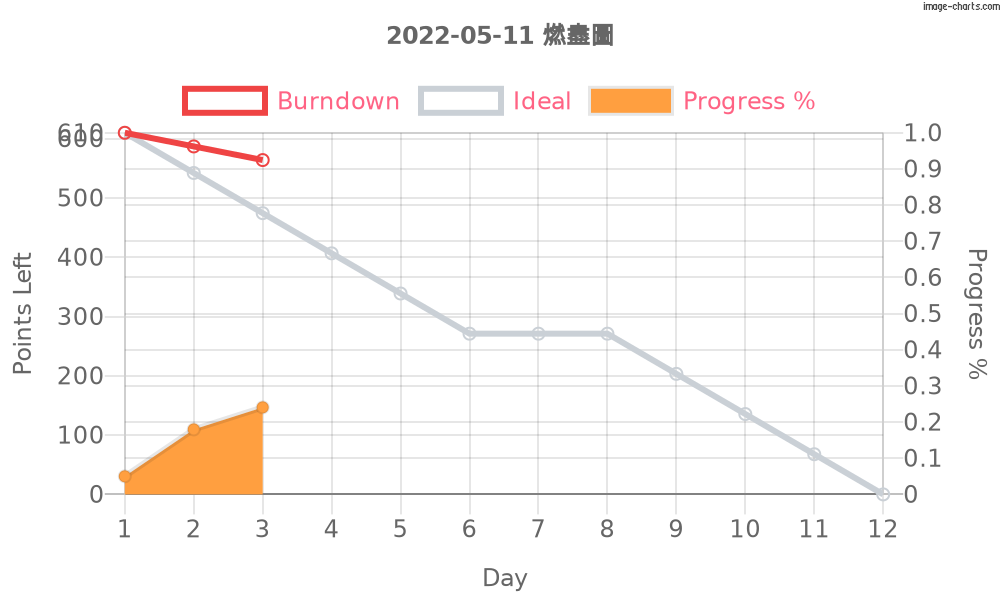 image-charts.com
2022-05-11 燃盡圖
Burndown Ideal Progress %
610
600
500
400
300
200
100
0
Points Left
1.0
0.9
0.8
0.7
0.6
0.5
0.4
0.3
0.2
0.1
0
Progress %
1 2 3 4 5 6 7 8 9 10 11 12
Day